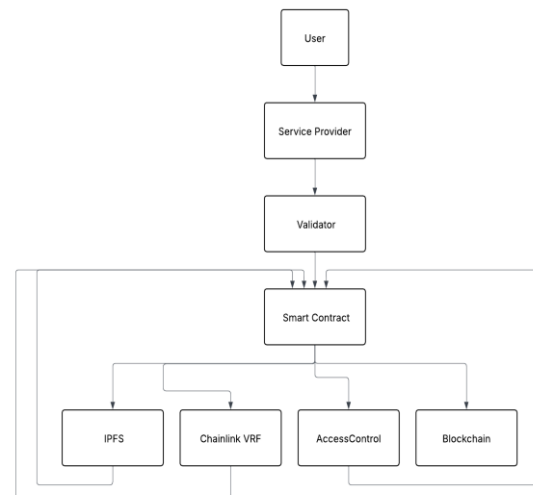 User
Service Provider
Validator
Smart Contract
IPFS
Chainlink VRF
AccessControl
Blockchain